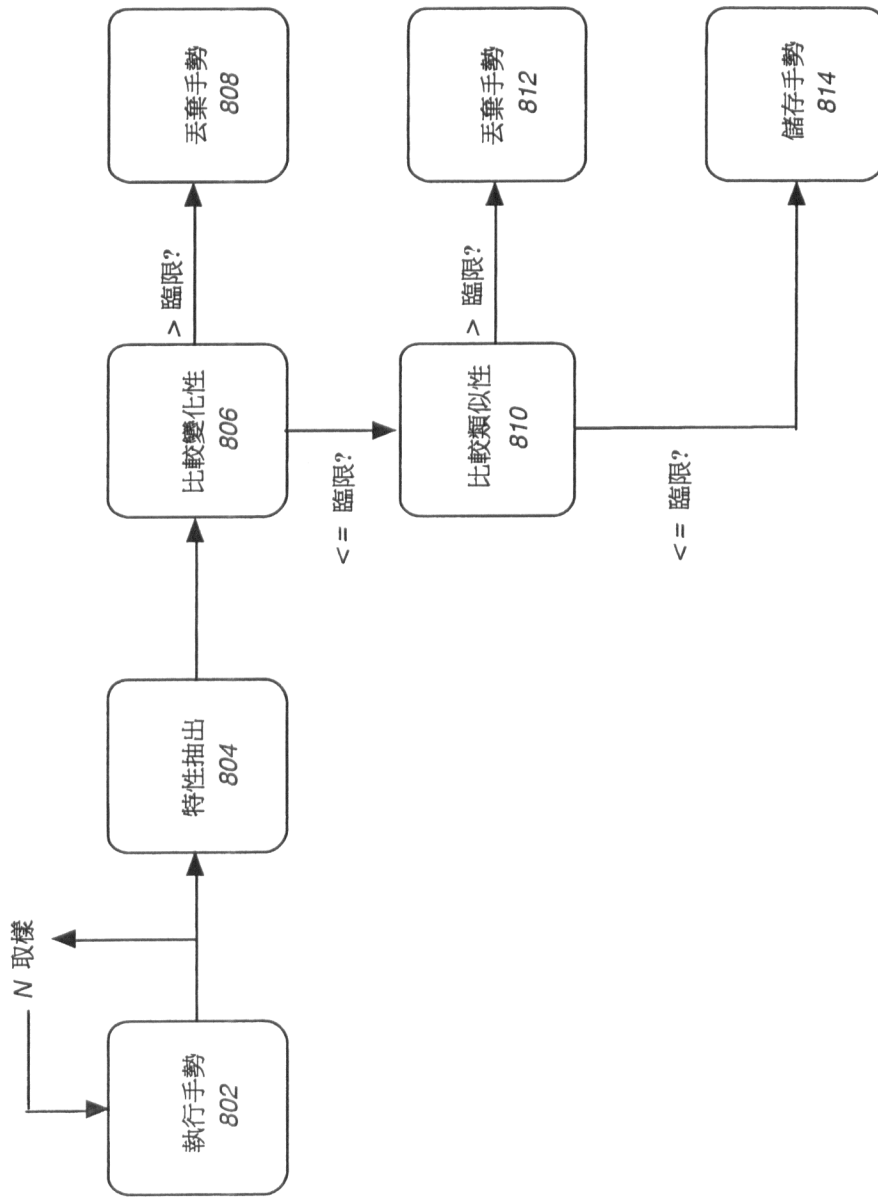 N 取樣
執行手勢
802
特性抽出
804
比較變化性
806
> 臨限?
丟棄手勢
808
<= 臨限?
比較類似性
810
> 臨限?
丟棄手勢
812
<= 臨限?
儲存手勢
814